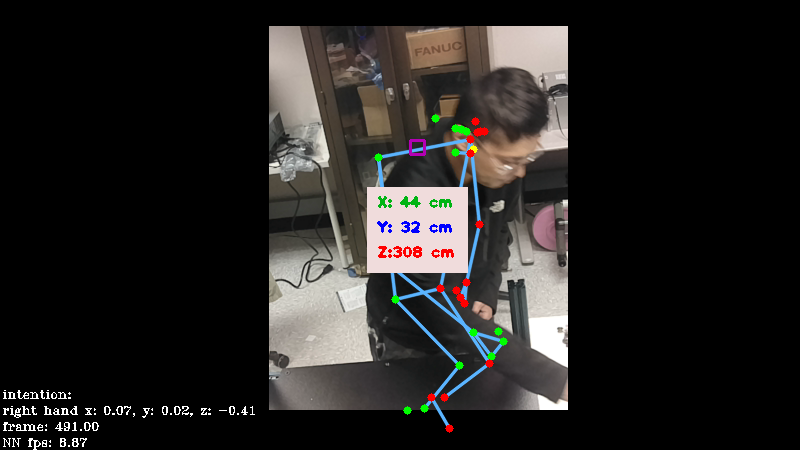 FANUC
X: 44 cm
Y: 32 cm
Z:308 cm
intention:
right hand x: 0.07, y: 0.02, z: -0.41
frame: 491.00
NN fps: 8.87